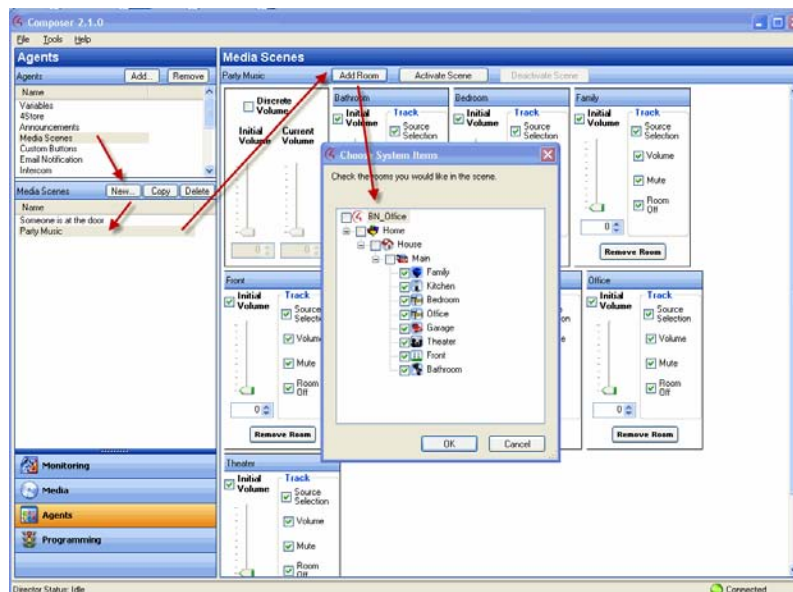 Composer 2.1.0
File Tools Help
Agents
Agents Add... Remove
Name
Variables
4Store
Announcements
Media Scenes
Custom Buttons
Email Notification
Intercom
Media Scenes New... Copy Delete
Name
Someone is at the door
Party Music
Monitoring
Media
Agents
Programming
Media Scenes
Party Music Add Room Activate Scene Deactivate Scene
Discrete Volume
Initial Volume Current Volume
0 0
Bathroom
Initial Volume
Track
Source Selection
Bedroom
Initial Volume
Track
Source Selection
Family
Initial Volume
Track
Source Selection
Volume
Mute
Room Off
0
Remove Room
Choose System Items
Check the rooms you would like in the scene.
BN_Office
Home
House
Main
Family
Kitchen
Bedroom
Office
Garage
Theater
Front
Bathroom
OK Cancel
Front
Initial Volume
Track
Source
Volum
Mute
Room Off
0
Remove Room
Office
Initial Volume
Track
Source Selection
Volume
Mute
Room Off
0
Remove Room
Theater
Initial Volume
Track
Source Selection
Volume
Mute
Room Off
Director Status: Idle
Connected